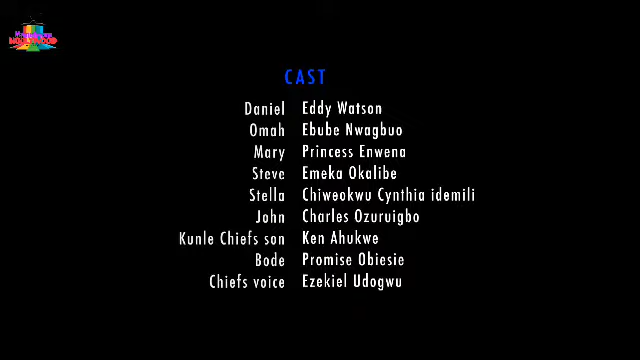 CAST
Daniel Eddy Watson
Omah Ebube Nwagbuo
Mary Princess Enwena
Steve Emeka Okalibe
Stella Chiweokwu Cynthia idemili
John Charles Ozuruigbo
Kunle Chiefs son Ken Ahukwe
Bode Promise Obiesie
Chiefs voice Ezekiel Udogwu